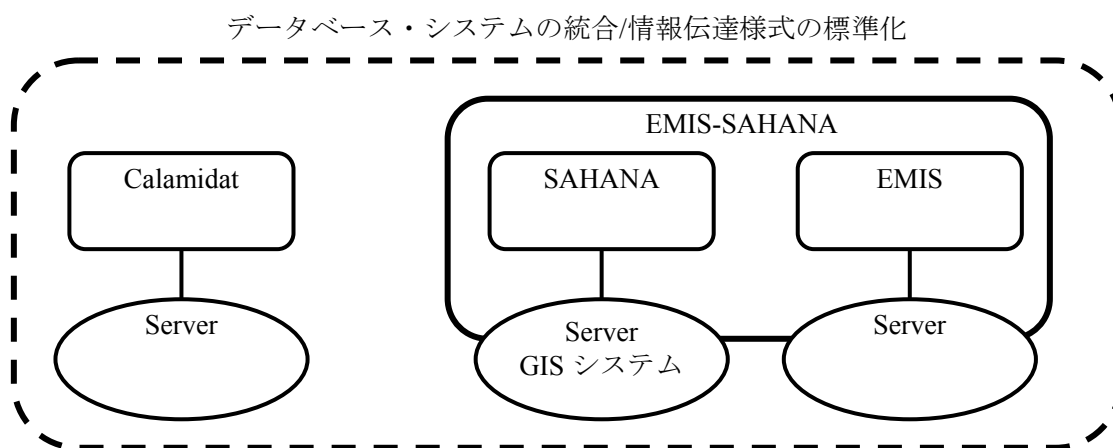 データベース・システムの統合/情報伝達様式の標準化
EMIS-SAHANA
Calamidat
SAHANA
EMIS
Server
Server
GIS システム
Server